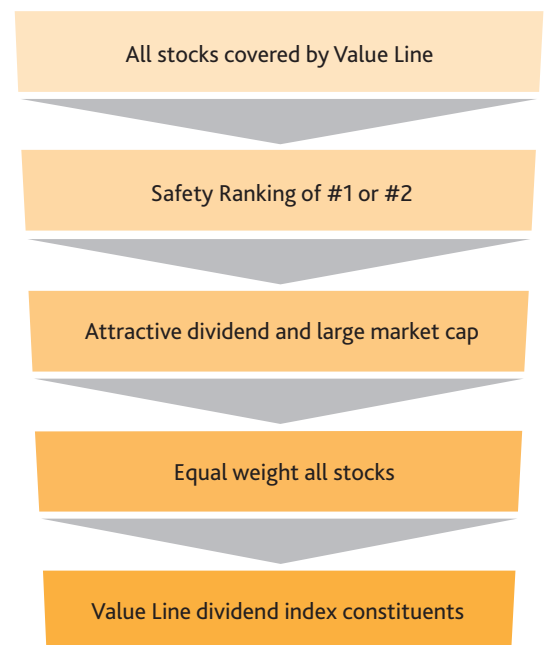 All stocks covered by Value Line
Safety Ranking of #1 or #2
Attractive dividend and large market cap
Equal weight all stocks
Value Line dividend index constituents